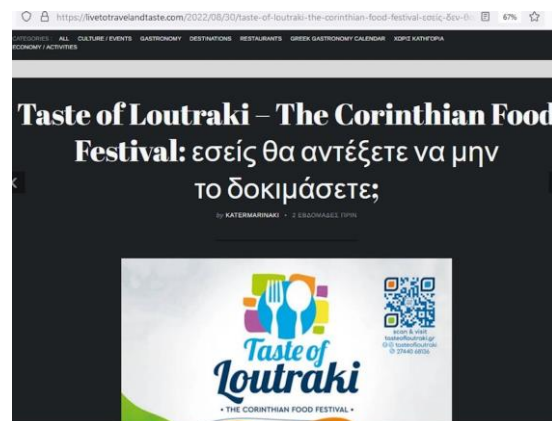 https://livetotravelandtaste.com/2022/08/30/taste-of-loutraki-the-corinthian-food-festival-εσείς-δεν-θ
67%
CATEGORIES: ALL CULTURE / EVENTS GASTRONOMY DESTINATIONS RESTAURANTS GREEK GASTRONOMY CALENDAR ΧΩΡΙΣ ΚΑΤΗΓΟΡΙΑ
ECONOMY / ACTIVITIES
Taste of Loutraki – The Corinthian Food
Festival: εσείς θα αντέξετε να μην
το δοκιμάσετε;
by KATERMARINAKI • 2 ΕΒΔΟΜΑΔΕΣ ΠΡΙΝ
scan & visit
tasteofloutraki.gr
tasteofloutraki
27440 68026
Taste of
Loutraki
• THE CORINTHIAN FOOD FESTIVAL •